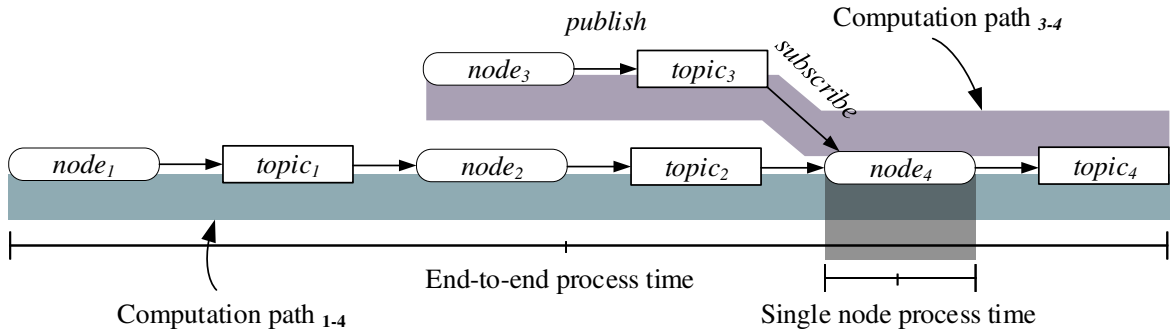 publish
Computation path 3-4
node3
topic3
subscribe
node1
topic1
node2
topic2
node4
topic4
End-to-end process time
Computation path 1-4
Single node process time